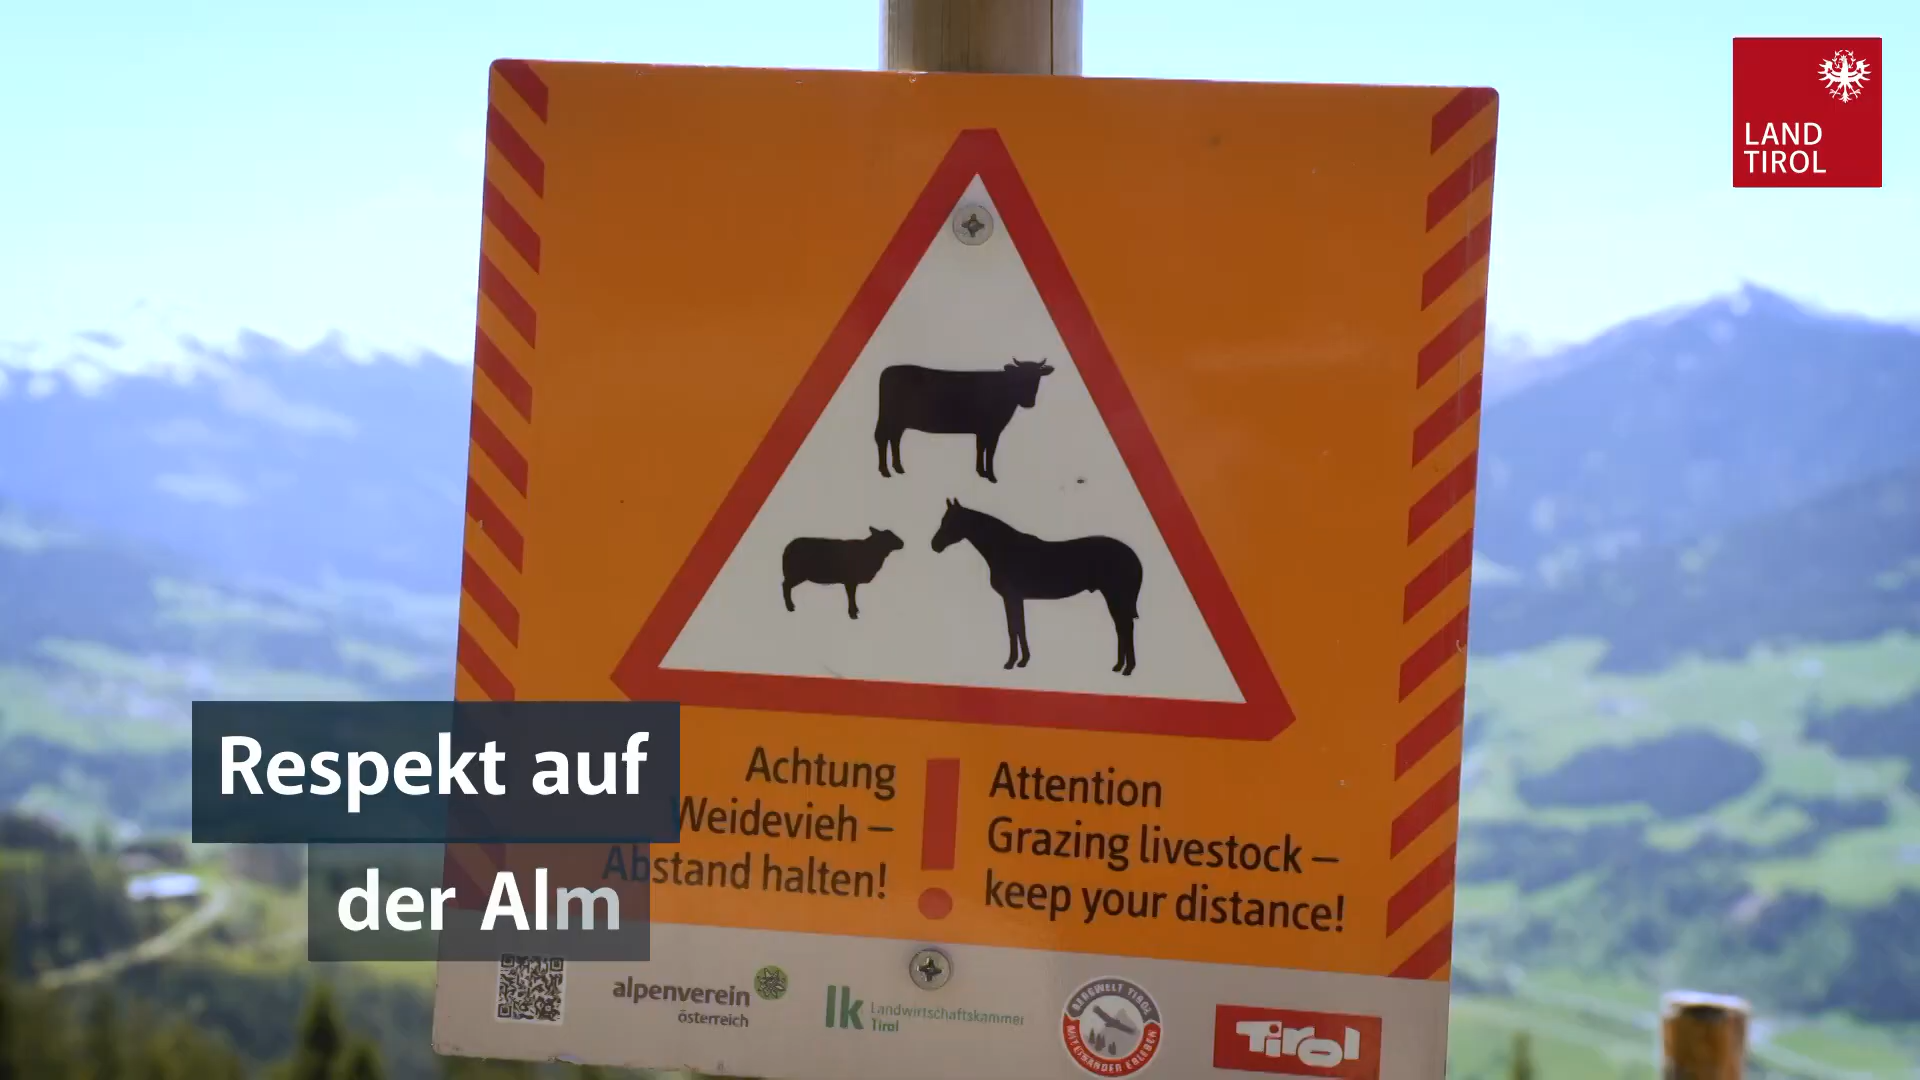 LAND
TIROL
Achtung
Weidevieh –
Abstand halten!
!
Attention
Grazing livestock –
keep your distance!
Respekt auf
der Alm
alpenverein
österreich
lk Landwirtschaftskammer
Tirol
BERGWELT TIROL
MITEINANDER ERLEBEN
Tirol